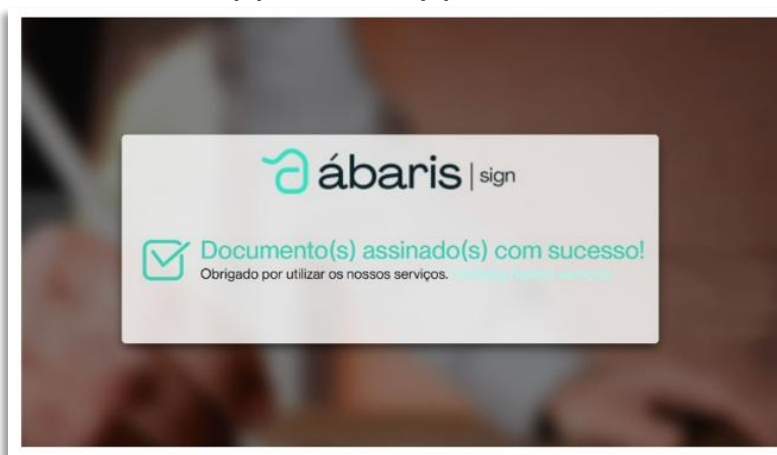 ábaris | sign
Documento(s) assinado(s) com sucesso!
Obrigado por utilizar os nossos serviços.